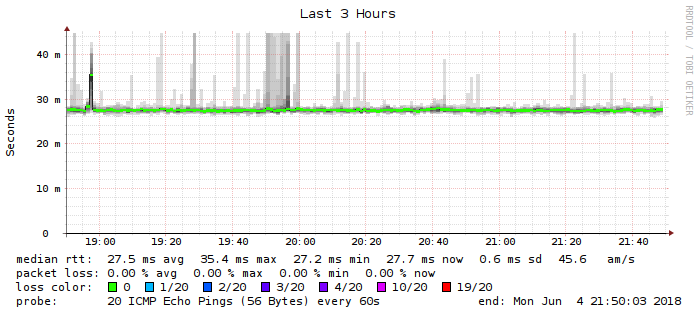 Last 3 Hours
RRDTOOL / TOBI OETIKER
Seconds
40 m
30 m
20 m
10 m
0
19:00 19:20 19:40 20:00 20:20 20:40 21:00 21:20 21:40
median rtt: 27.5 ms avg 35.4 ms max 27.2 ms min 27.7 ms now 0.6 ms sd 45.6 am/s
packet loss: 0.00 % avg 0.00 % max 0.00 % min 0.00 % now
loss color: 0 1/20 2/20 3/20 4/20 10/20 19/20
probe: 20 ICMP Echo Pings (56 Bytes) every 60s end: Mon Jun 4 21:50:03 2018